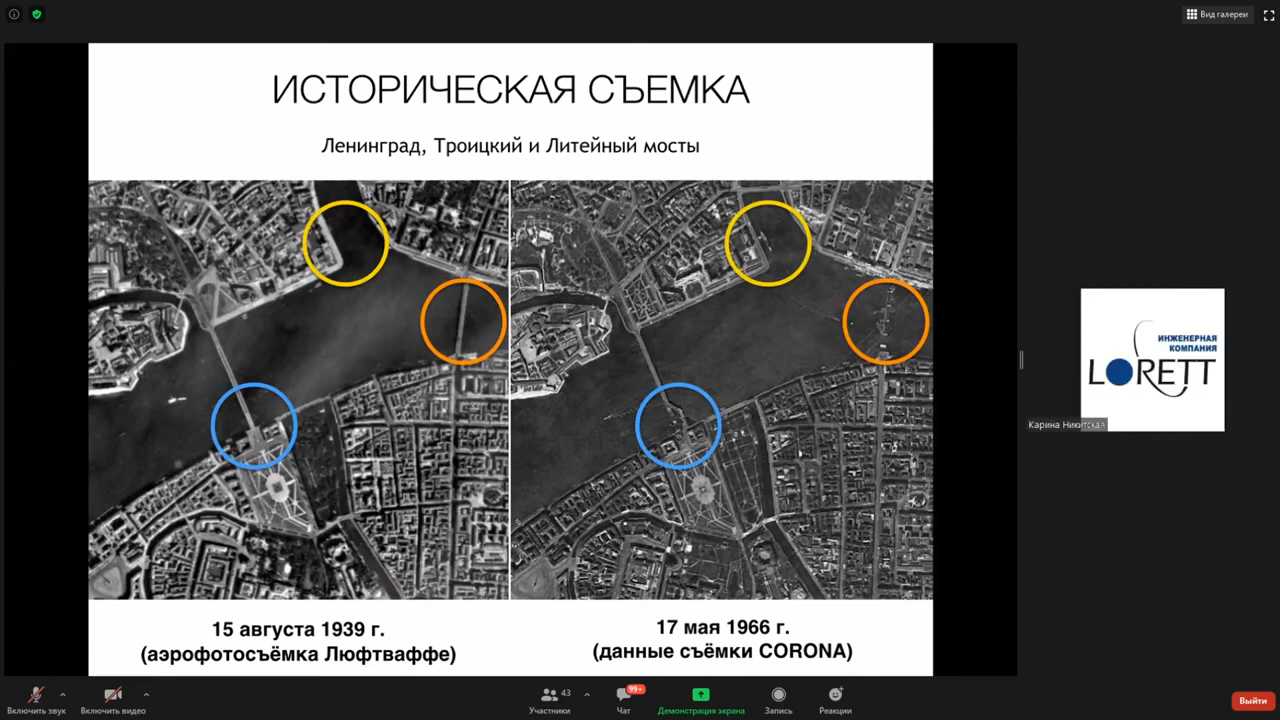 Вид галереи
ИСТОРИЧЕСКАЯ СЪЕМКА
Ленинград, Троицкий и Литейный мосты
15 августа 1939 г.
(аэрофотосъёмка Люфтваффе)
17 мая 1966 г.
(данные съёмки CORONA)
ИНЖЕНЕРНАЯ
КОМПАНИЯ
LORETT
Карина Никитская
Включить звук
Включить видео
43
Участники
99+
Чат
Демонстрация экрана
Запись
Реакции
Выйти